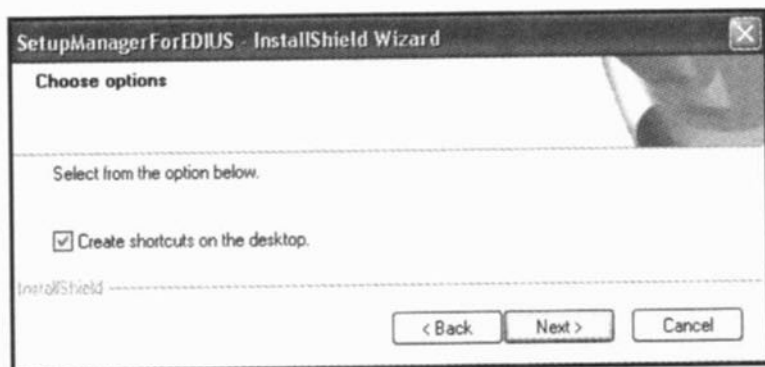 SetupManagerForEDIUS - InstallShield Wizard
Choose options
Select from the option below.
Create shortcuts on the desktop.
InstallShield
< Back Next > Cancel